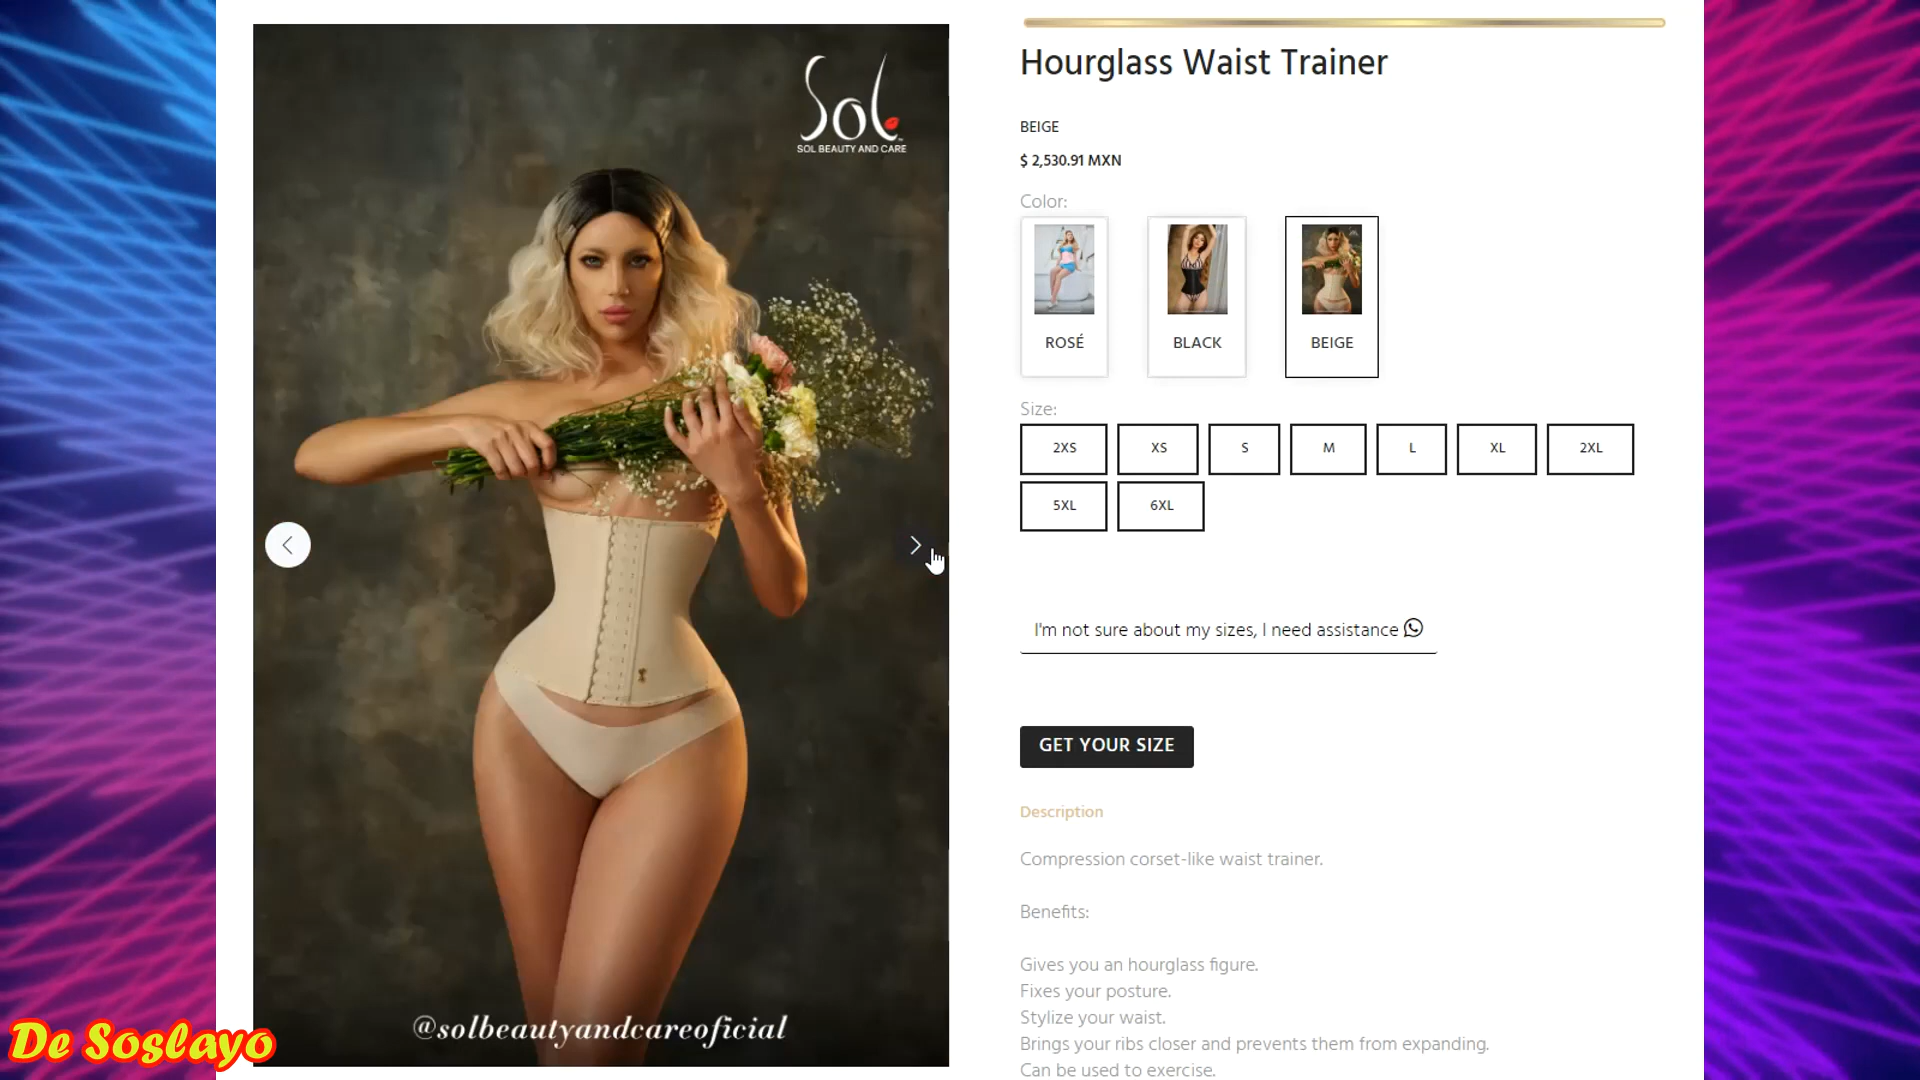 Sol
SOL BEAUTY AND CARE
@solbeautyandcareoficial
De Soslayo
Hourglass Waist Trainer
BEIGE
$ 2,530.91 MXN
Color:
ROSÉ
BLACK
BEIGE
Size:
2XS XS S M L XL 2XL
5XL 6XL
I'm not sure about my sizes, I need assistance
GET YOUR SIZE
Description
Compression corset-like waist trainer.
Benefits:
Gives you an hourglass figure.
Fixes your posture.
Stylize your waist.
Brings your ribs closer and prevents them from expanding.
Can be used to exercise.